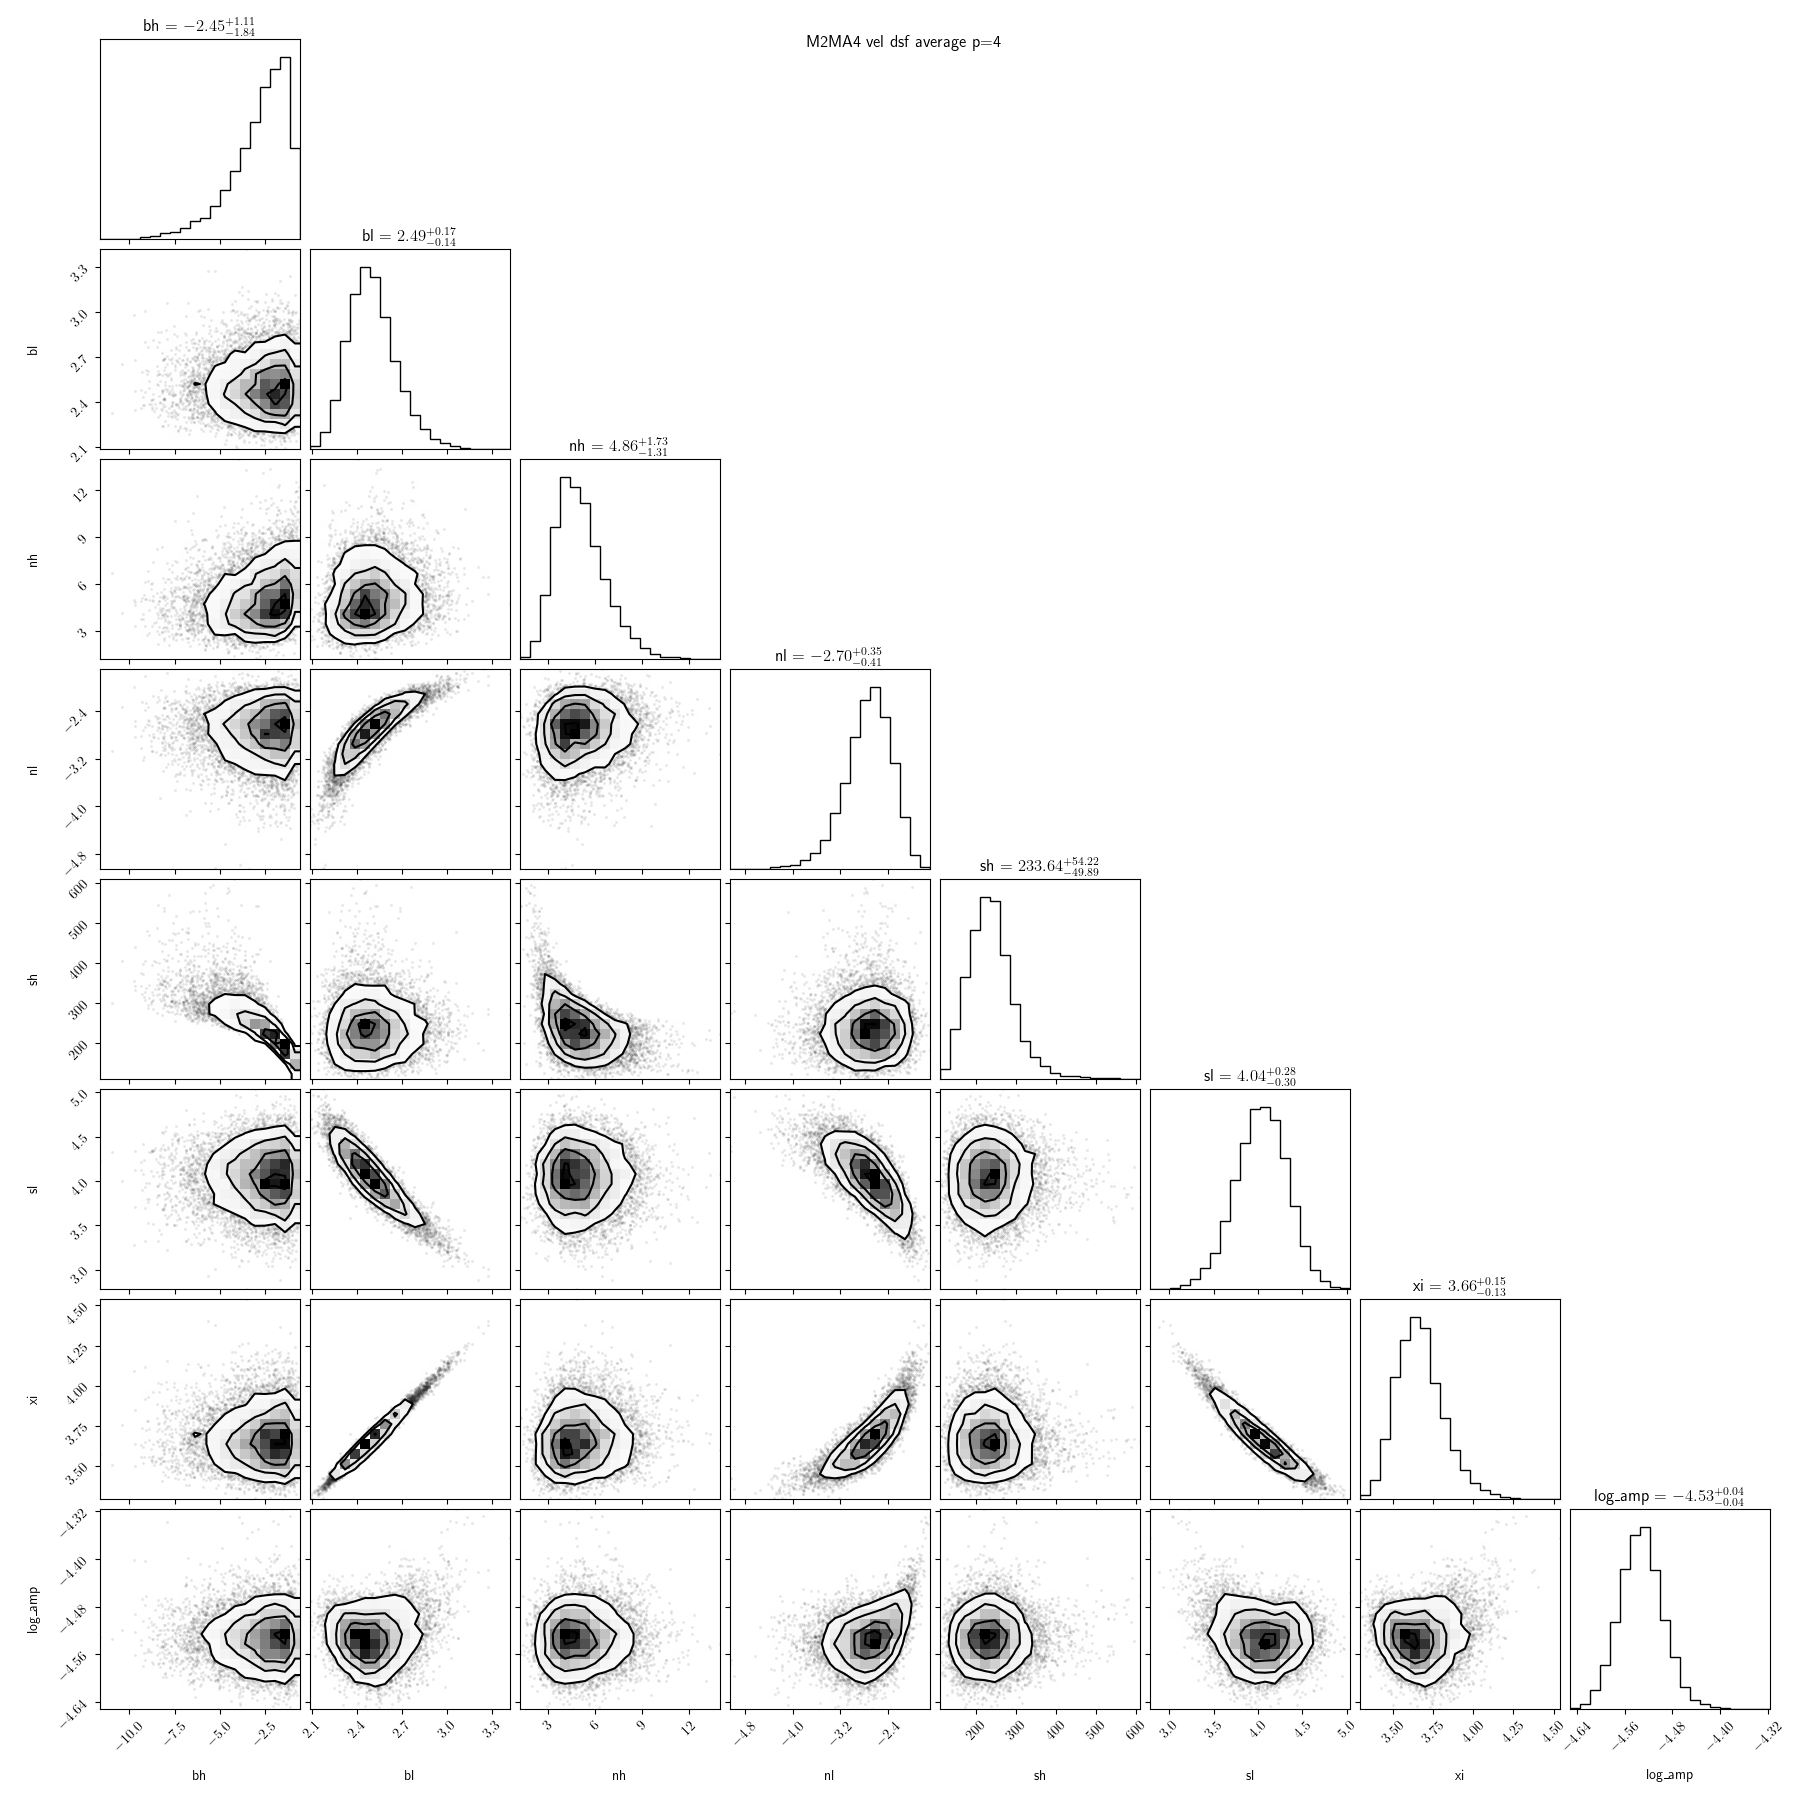 M2MA4 vel dsf average p=4
bh = −2.45+1.11−1.84
bl = 2.49+0.17−0.14
3.3
3.0
2.7
2.4
2.1
bl
nh = 4.86+1.73−1.31
12
9
6
3
nh
nl = −2.70+0.35−0.41
−2.4
−3.2
−4.0
−4.8
nl
sh = 233.64+54.22−49.89
600
500
400
300
200
sh
sl = 4.04+0.28−0.30
5.0
4.5
4.0
3.5
3.0
sl
xi = 3.66+0.15−0.13
4.50
4.25
4.00
3.75
3.50
xi
log_amp = −4.53+0.04−0.04
−4.32
−4.40
−4.48
−4.56
−4.64
log_amp
−10.0 −7.5 −5.0 −2.5 2.1 2.4 2.7 3.0 3.3 3 6 9 12 −4.8 −4.0 −3.2 −2.4 200 300 400 500 600 3.0 3.5 4.0 4.5 5.0 3.50 3.75 4.00 4.25 4.50 −4.64 −4.56 −4.48 −4.40 −4.32
bh bl nh nl sh sl xi log_amp